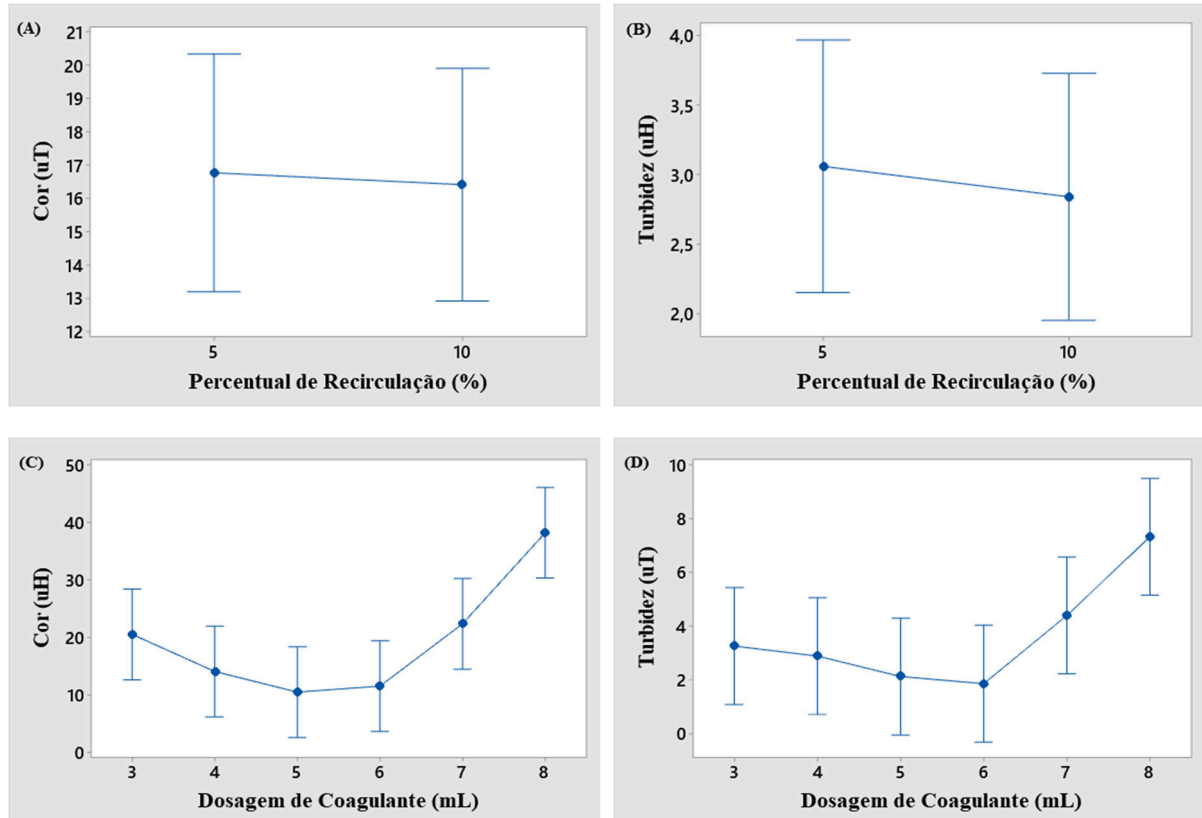 (A)
Cor (uT)
21
20
19
18
17
16
15
14
13
12
5 10
Percentual de Recirculação (%)
(B)
Turbidez (uH)
4,0
3,5
3,0
2,5
2,0
5 10
Percentual de Recirculação (%)
(C)
Cor (uH)
50
40
30
20
10
0
3 4 5 6 7 8
Dosagem de Coagulante (mL)
(D)
Turbidez (uT)
10
8
6
4
2
0
3 4 5 6 7 8
Dosagem de Coagulante (mL)